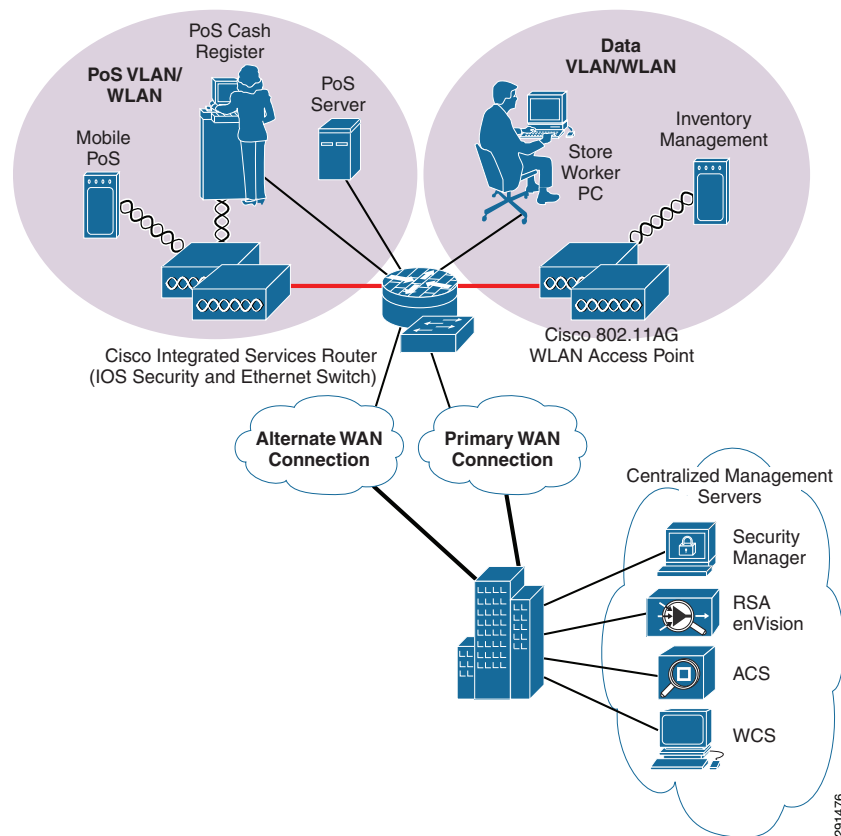 PoS Cash
Register
PoS VLAN/
WLAN
PoS
Server
Mobile
PoS
Data
VLAN/WLAN
Inventory
Management
Store
Worker
PC
Cisco Integrated Services Router
(IOS Security and Ethernet Switch)
Cisco 802.11AG
WLAN Access Point
Alternate WAN
Connection
Primary WAN
Connection
Centralized Management
Servers
Security
Manager
RSA
enVision
ACS
WCS
291476